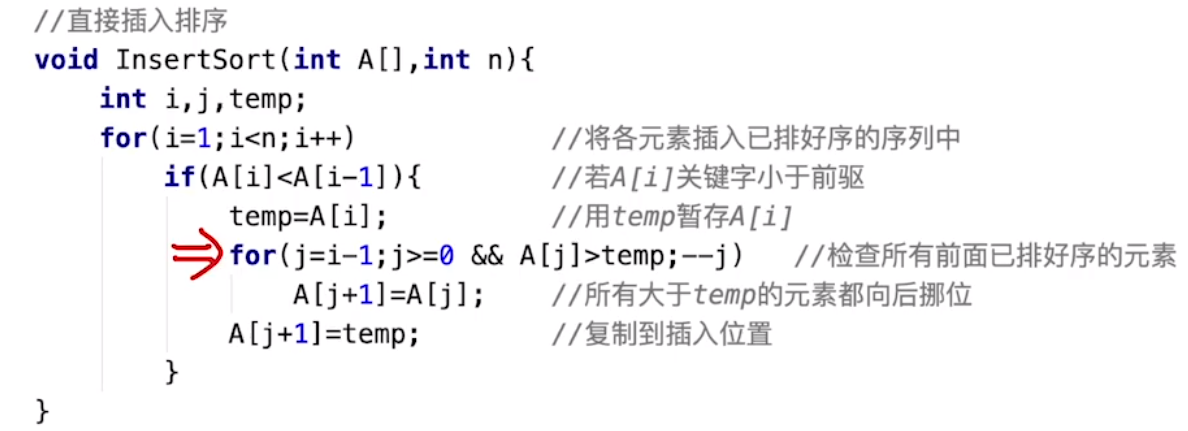 //直接插入排序
void InsertSort(int A[],int n){
int i,j,temp;
for(i=1;i<n;i++) //将各元素插入已排好序的序列中
if(A[i]<A[i-1]){ //若A[i]关键字小于前驱
temp=A[i]; //用temp暂存A[i]
for(j=i-1;j>=0 && A[j]>temp;--j) //检查所有前面已排好序的元素
A[j+1]=A[j]; //所有大于temp的元素都向后挪位
A[j+1]=temp; //复制到插入位置
}
}